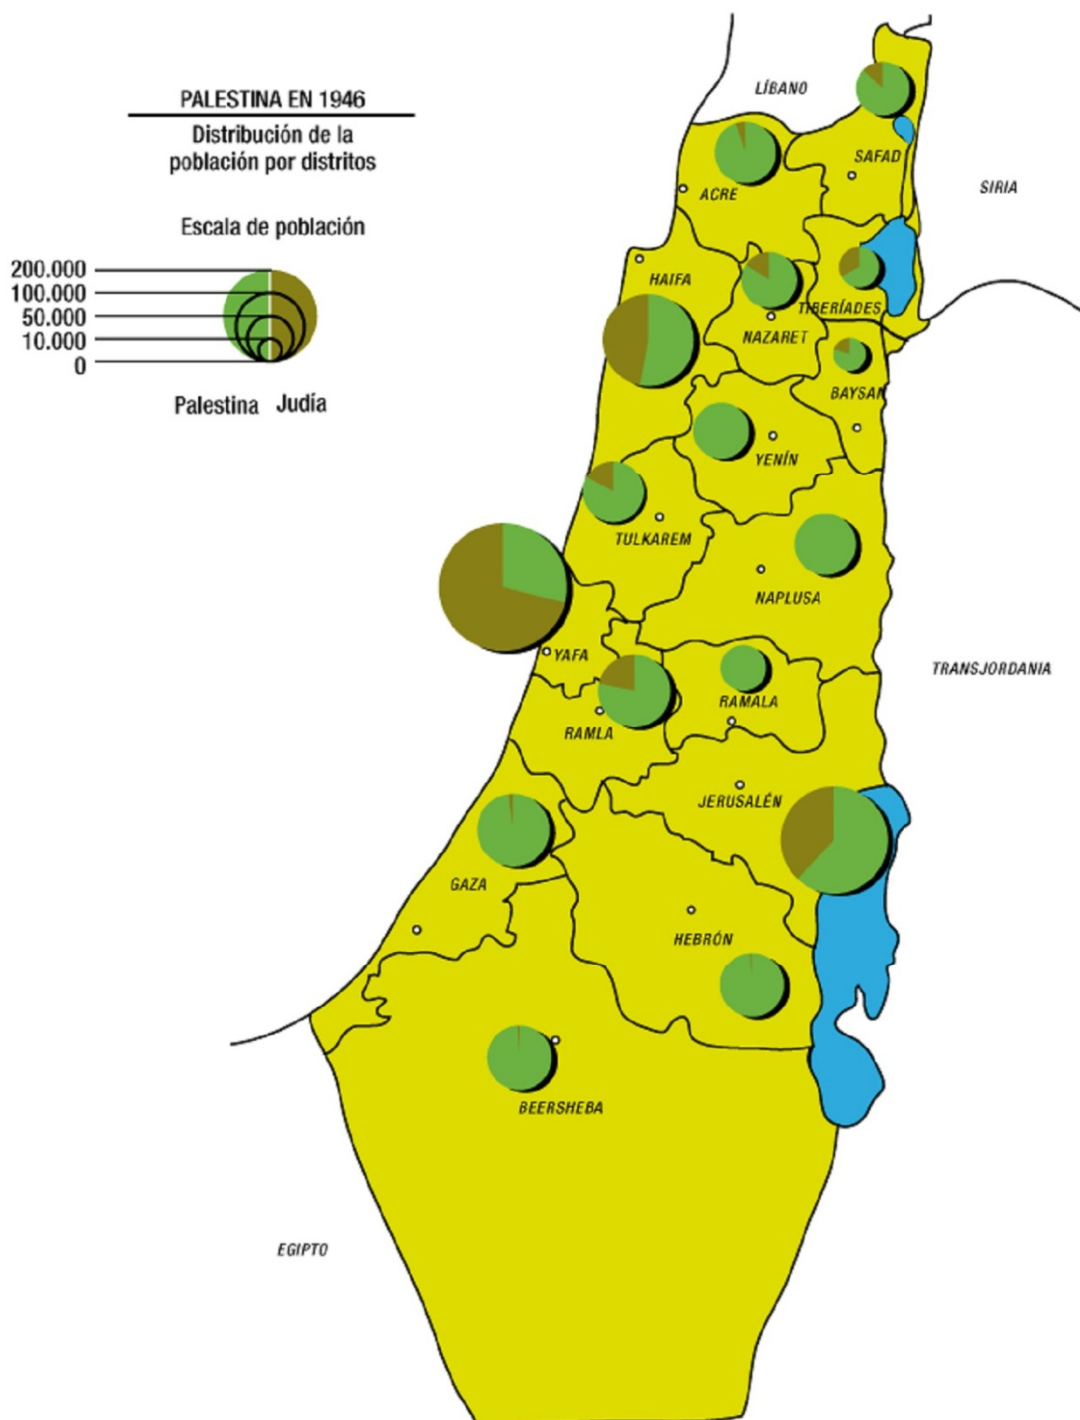 PALESTINA EN 1946
Distribución de la
población por distritos
Escala de población
200.000
100.000
50.000
10.000
0
Palestina Judía
LÍBANO
SAFAD
SIRIA
ACRE
HAIFA
TIBERÍADES
NAZARET
BAYSAN
YENÍN
TULKAREM
NAPLUSA
YAFA
TRANSJORDANIA
RAMALA
RAMLA
JERUSALÉN
GAZA
HEBRÓN
BEERSHEBA
EGIPTO